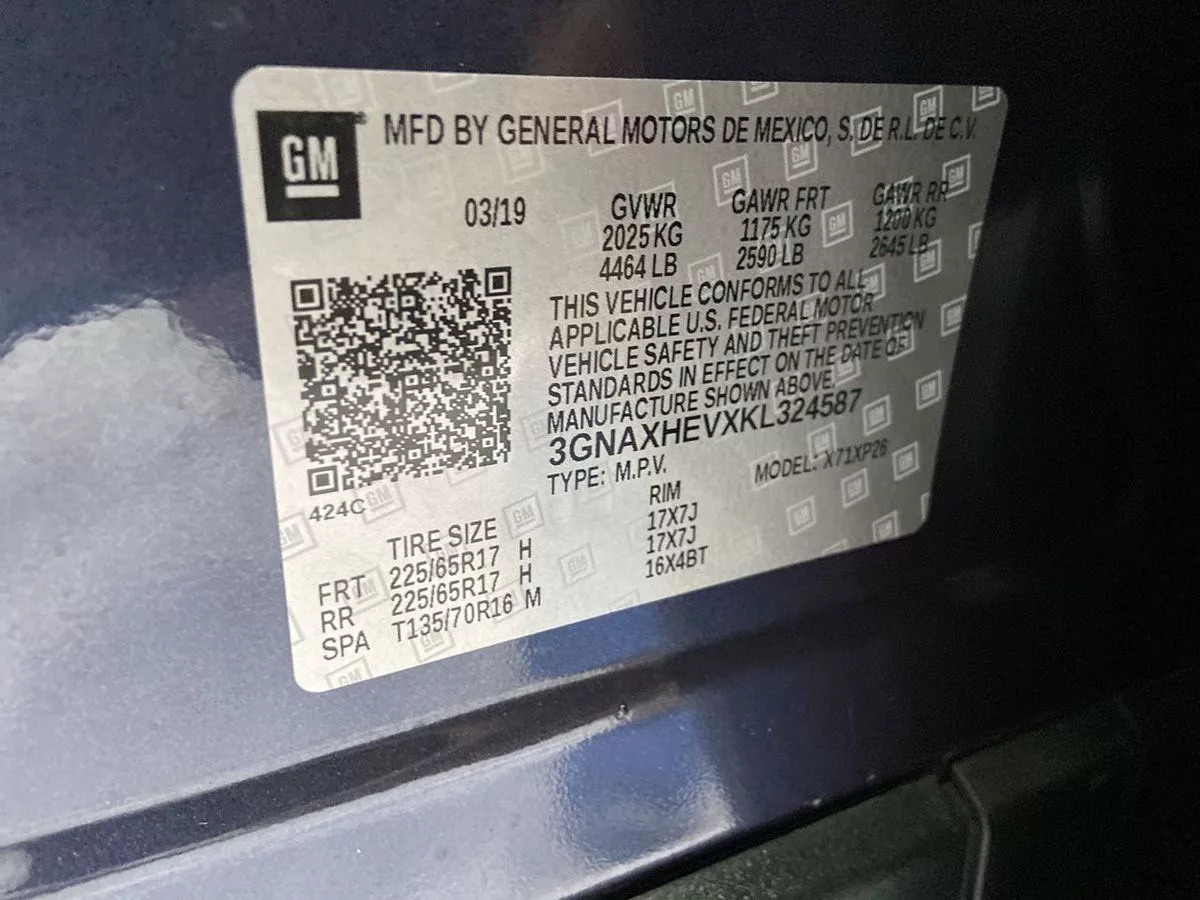 GM
MFD BY GENERAL MOTORS DE MEXICO, S. DE R.L. DE C.V.
03/19 GVWR GAWR FRT GAWR RR
2025 KG 1175 KG 1200 KG
4464 LB 2590 LB 2645 LB
THIS VEHICLE CONFORMS TO ALL
APPLICABLE U.S. FEDERAL MOTOR
VEHICLE SAFETY AND THEFT PREVENTION
STANDARDS IN EFFECT ON THE DATE OF
MANUFACTURE SHOWN ABOVE.
3GNAXHEVXKL324587
TYPE: M.P.V. MODEL: X71XP26
424C
TIRE SIZE RIM
FRT 225/65R17 H 17X7J
RR 225/65R17 H 17X7J
SPA T135/70R16 M 16X4BT